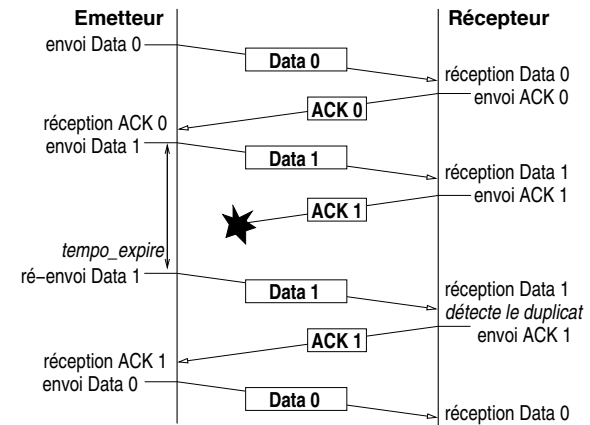 Emetteur
Récepteur
envoi Data 0
Data 0
réception Data 0
envoi ACK 0
ACK 0
réception ACK 0
envoi Data 1
Data 1
réception Data 1
envoi ACK 1
ACK 1
tempo_expire
ré–envoi Data 1
Data 1
réception Data 1
détecte le duplicat
envoi ACK 1
ACK 1
réception ACK 1
envoi Data 0
Data 0
réception Data 0